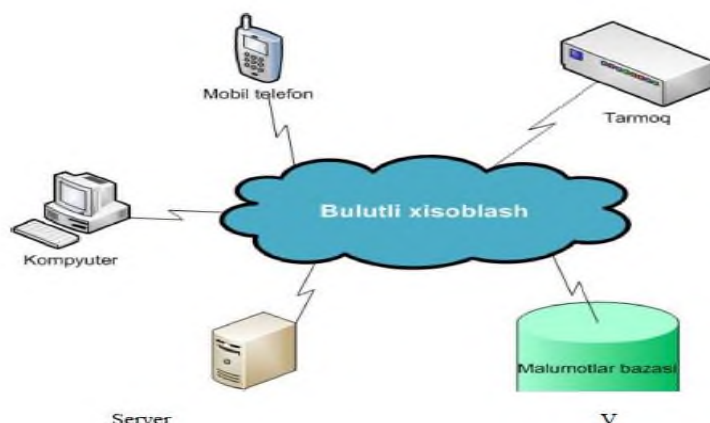 Mobil telefon
Tarmoq
Bulutli xisoblash
Kompyuter
Malumotlar bazasi
Server V